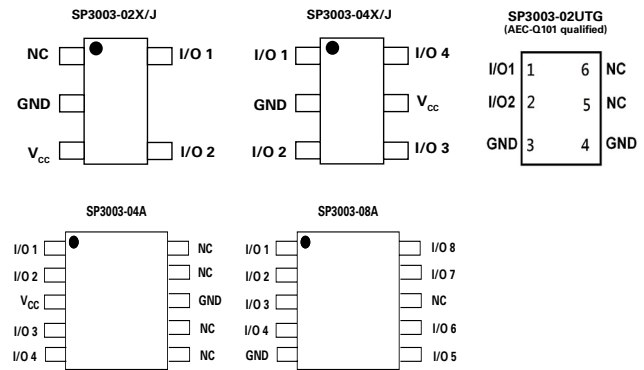 SP3003-02X/J
NC
I/O 1
GND
VCC
I/O 2
SP3003-04X/J
I/O 1
I/O 4
GND
VCC
I/O 2
I/O 3
SP3003-02UTG
(AEC-Q101 qualified)
I/O1 1 6 NC
I/O2 2 5 NC
GND 3 4 GND
SP3003-04A
I/O 1
NC
I/O 2
NC
VCC
GND
I/O 3
NC
I/O 4
NC
SP3003-08A
I/O 1
I/O 8
I/O 2
I/O 7
I/O 3
NC
I/O 4
I/O 6
GND
I/O 5